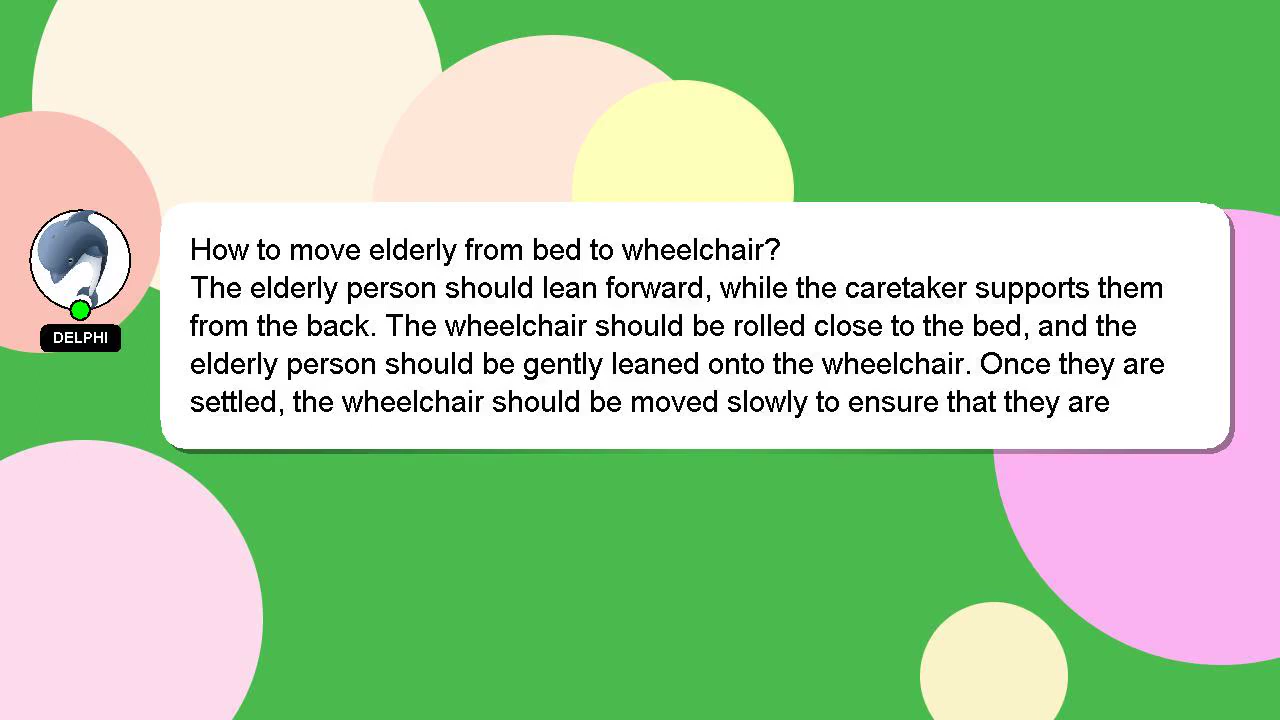 How to move elderly from bed to wheelchair?
The elderly person should lean forward, while the caretaker supports them
from the back. The wheelchair should be rolled close to the bed, and the
elderly person should be gently leaned onto the wheelchair. Once they are
settled, the wheelchair should be moved slowly to ensure that they are
DELPHI